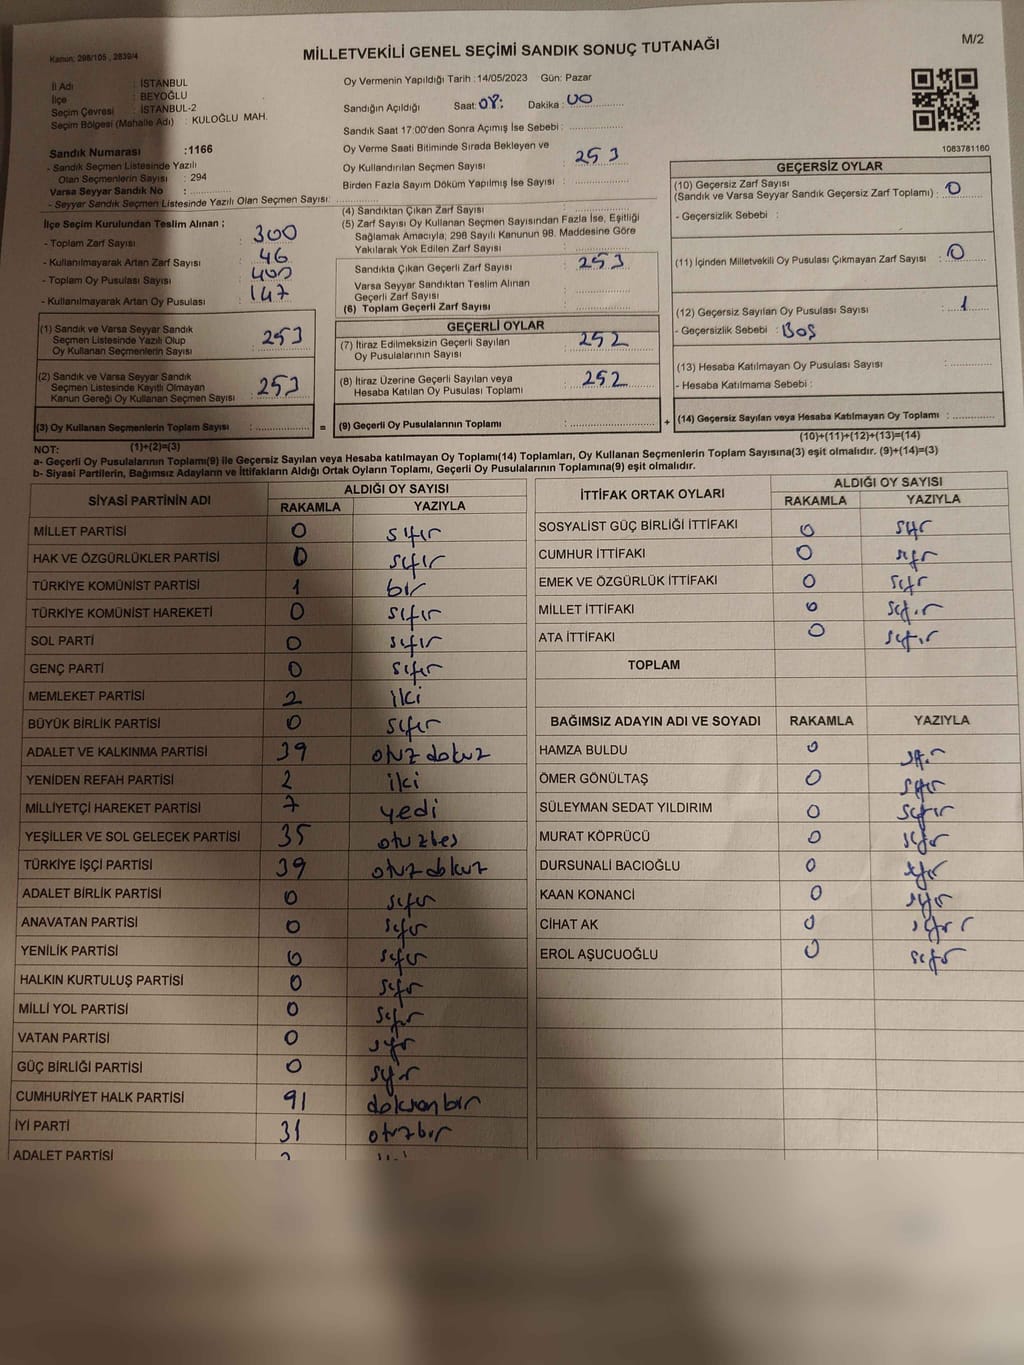 Kanun, 298/105 , 2839/4
MİLLETVEKİLİ GENEL SEÇİMİ SANDIK SONUÇ TUTANAĞI
M/2
İl Adı : İSTANBUL
İlçe : BEYOĞLU
Seçim Çevresi : İSTANBUL-2
Seçim Bölgesi (Mahalle Adı) : KULOĞLU MAH.
Sandık Numarası :1166
- Sandık Seçmen Listesinde Yazılı
Olan Seçmenlerin Sayısı : 294
Varsa Seyyar Sandık No :
- Seyyar Sandık Seçmen Listesinde Yazılı Olan Seçmen Sayısı:
Oy Vermenin Yapıldığı Tarih :14/05/2023 Gün: Pazar
Sandığın Açıldığı Saat: 08: Dakika : 00
Sandık Saat 17:00'den Sonra Açımış İse Sebebi :
Oy Verme Saati Bitiminde Sırada Bekleyen ve
Oy Kullandırılan Seçmen Sayısı : 253
Birden Fazla Sayım Döküm Yapılmış İse Sayısı :
1083781160
İlçe Seçim Kurulundan Teslim Alınan ;
- Toplam Zarf Sayısı : 300
- Kullanılmayarak Artan Zarf Sayısı : 46
- Toplam Oy Pusulası Sayısı : 400
- Kullanılmayarak Artan Oy Pusulası : 147
(1) Sandık ve Varsa Seyyar Sandık
Seçmen Listesinde Yazılı Olup
Oy Kullanan Seçmenlerin Sayısı : 253
(2) Sandık ve Varsa Seyyar Sandık
Seçmen Listesinde Kayıtlı Olmayan
Kanun Gereği Oy Kullanan Seçmen Sayısı : 253
(3) Oy Kullanan Seçmenlerin Toplam Sayısı :
(4) Sandıktan Çıkan Zarf Sayısı :
(5) Zarf Sayısı Oy Kullanan Seçmen Sayısından Fazla İse, Eşitliği
Sağlamak Amacıyla; 298 Sayılı Kanunun 98. Maddesine Göre
Yakılarak Yok Edilen Zarf Sayısı :
Sandıkta Çıkan Geçerli Zarf Sayısı : 253
Varsa Seyyar Sandıktan Teslim Alınan
Geçerli Zarf Sayısı :
(6) Toplam Geçerli Zarf Sayısı :
GEÇERLİ OYLAR
(7) İtiraz Edilmeksizin Geçerli Sayılan
Oy Pusulalarının Sayısı : 252
(8) İtiraz Üzerine Geçerli Sayılan veya
Hesaba Katılan Oy Pusulası Toplamı : 252
= (9) Geçerli Oy Pusulalarının Toplamı :
GEÇERSİZ OYLAR
(10) Geçersiz Zarf Sayısı
(Sandık ve Varsa Seyyar Sandık Geçersiz Zarf Toplamı) : 0
- Geçersizlik Sebebi :
(11) İçinden Milletvekili Oy Pusulası Çıkmayan Zarf Sayısı : 0
(12) Geçersiz Sayılan Oy Pusulası Sayısı : 1
- Geçersizlik Sebebi : Boş
(13) Hesaba Katılmayan Oy Pusulası Sayısı :
- Hesaba Katılmama Sebebi :
+ (14) Geçersiz Sayılan veya Hesaba Katılmayan Oy Toplamı :
NOT: (1)+(2)=(3) (10)+(11)+(12)+(13)=(14)
a- Geçerli Oy Pusulalarının Toplamı(9) ile Geçersiz Sayılan veya Hesaba katılmayan Oy Toplamı(14) Toplamları, Oy Kullanan Seçmenlerin Toplam Sayısına(3) eşit olmalıdır. (9)+(14)=(3)
b- Siyasi Partilerin, Bağımsız Adayların ve İttifakların Aldığı Ortak Oyların Toplamı, Geçerli Oy Pusulalarının Toplamına(9) eşit olmalıdır.
SİYASİ PARTİNİN ADI ALDIĞI OY SAYISI
RAKAMLA YAZIYLA
MİLLET PARTİSİ 0 sıfır
HAK VE ÖZGÜRLÜKLER PARTİSİ 0 sıfır
TÜRKİYE KOMÜNİST PARTİSİ 1 bir
TÜRKİYE KOMÜNİST HAREKETİ 0 sıfır
SOL PARTİ 0 sıfır
GENÇ PARTİ 0 sıfır
MEMLEKET PARTİSİ 2 iki
BÜYÜK BİRLİK PARTİSİ 0 sıfır
ADALET VE KALKINMA PARTİSİ 39 otuz dokuz
YENİDEN REFAH PARTİSİ 2 iki
MİLLİYETÇİ HAREKET PARTİSİ 7 yedi
YEŞİLLER VE SOL GELECEK PARTİSİ 35 otuzbeş
TÜRKİYE İŞÇİ PARTİSİ 39 otuz dokuz
ADALET BİRLİK PARTİSİ 0 sıfır
ANAVATAN PARTİSİ 0 sıfır
YENİLİK PARTİSİ 0 sıfır
HALKIN KURTULUŞ PARTİSİ 0 sıfır
MİLLİ YOL PARTİSİ 0 sıfır
VATAN PARTİSİ 0 sıfır
GÜÇ BİRLİĞİ PARTİSİ 0 sıfır
CUMHURİYET HALK PARTİSİ 91 doksan bir
İYİ PARTİ 31 otuzbir
ADALET PARTİSİ
İTTİFAK ORTAK OYLARI ALDIĞI OY SAYISI
RAKAMLA YAZIYLA
SOSYALİST GÜÇ BİRLİĞİ İTTİFAKI 0 sıfır
CUMHUR İTTİFAKI 0 sıfır
EMEK VE ÖZGÜRLÜK İTTİFAKI 0 sıfır
MİLLET İTTİFAKI 0 sıfır
ATA İTTİFAKI 0 sıfır
TOPLAM
BAĞIMSIZ ADAYIN ADI VE SOYADI RAKAMLA YAZIYLA
HAMZA BULDU 0 sıfır
ÖMER GÖNÜLTAŞ 0 sıfır
SÜLEYMAN SEDAT YILDIRIM 0 sıfır
MURAT KÖPRÜCÜ 0 sıfır
DURSUNALİ BACIOĞLU 0 sıfır
KAAN KONANCİ 0 sıfır
CİHAT AK 0 sıfır
EROL AŞUCUOĞLU 0 sıfır